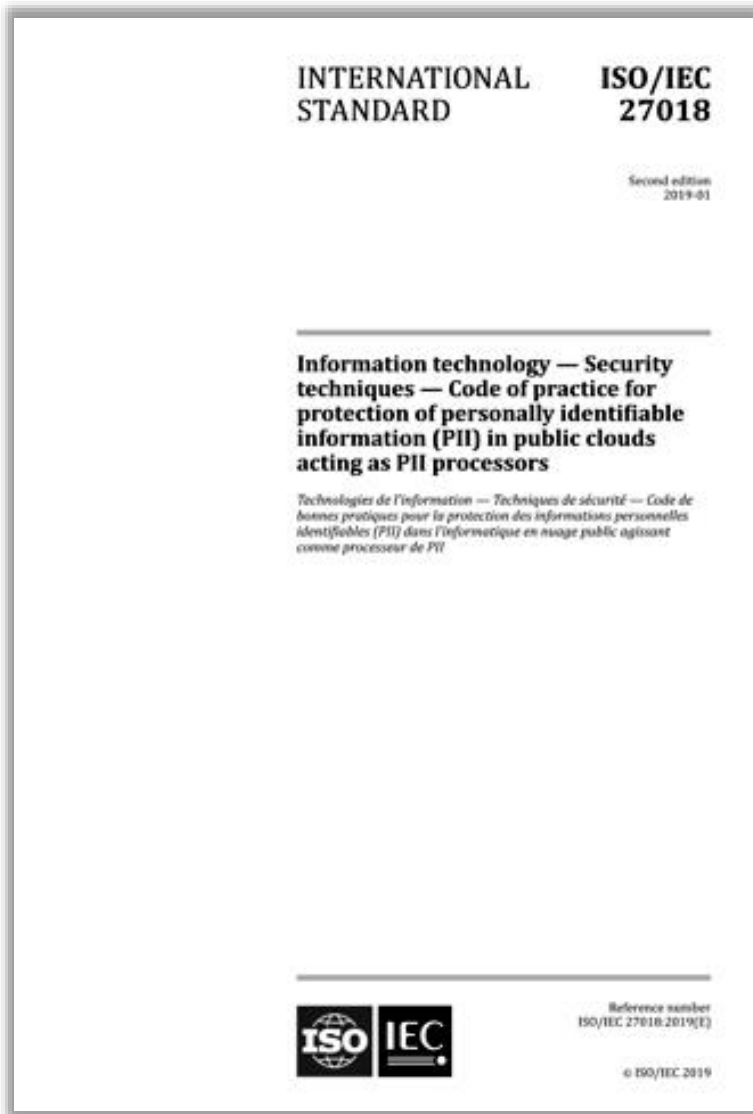 INTERNATIONAL STANDARD
ISO/IEC 27018
Second edition
2019-01
Information technology — Security
techniques — Code of practice for
protection of personally identifiable
information (PII) in public clouds
acting as PII processors
Technologies de l'information — Techniques de sécurité — Code de
bonnes pratiques pour la protection des informations personnelles
identifiables (PII) dans l'informatique en nuage public agissant
comme processeur de PII
ISO
IEC
Reference number
ISO/IEC 27018:2019(E)
© ISO/IEC 2019